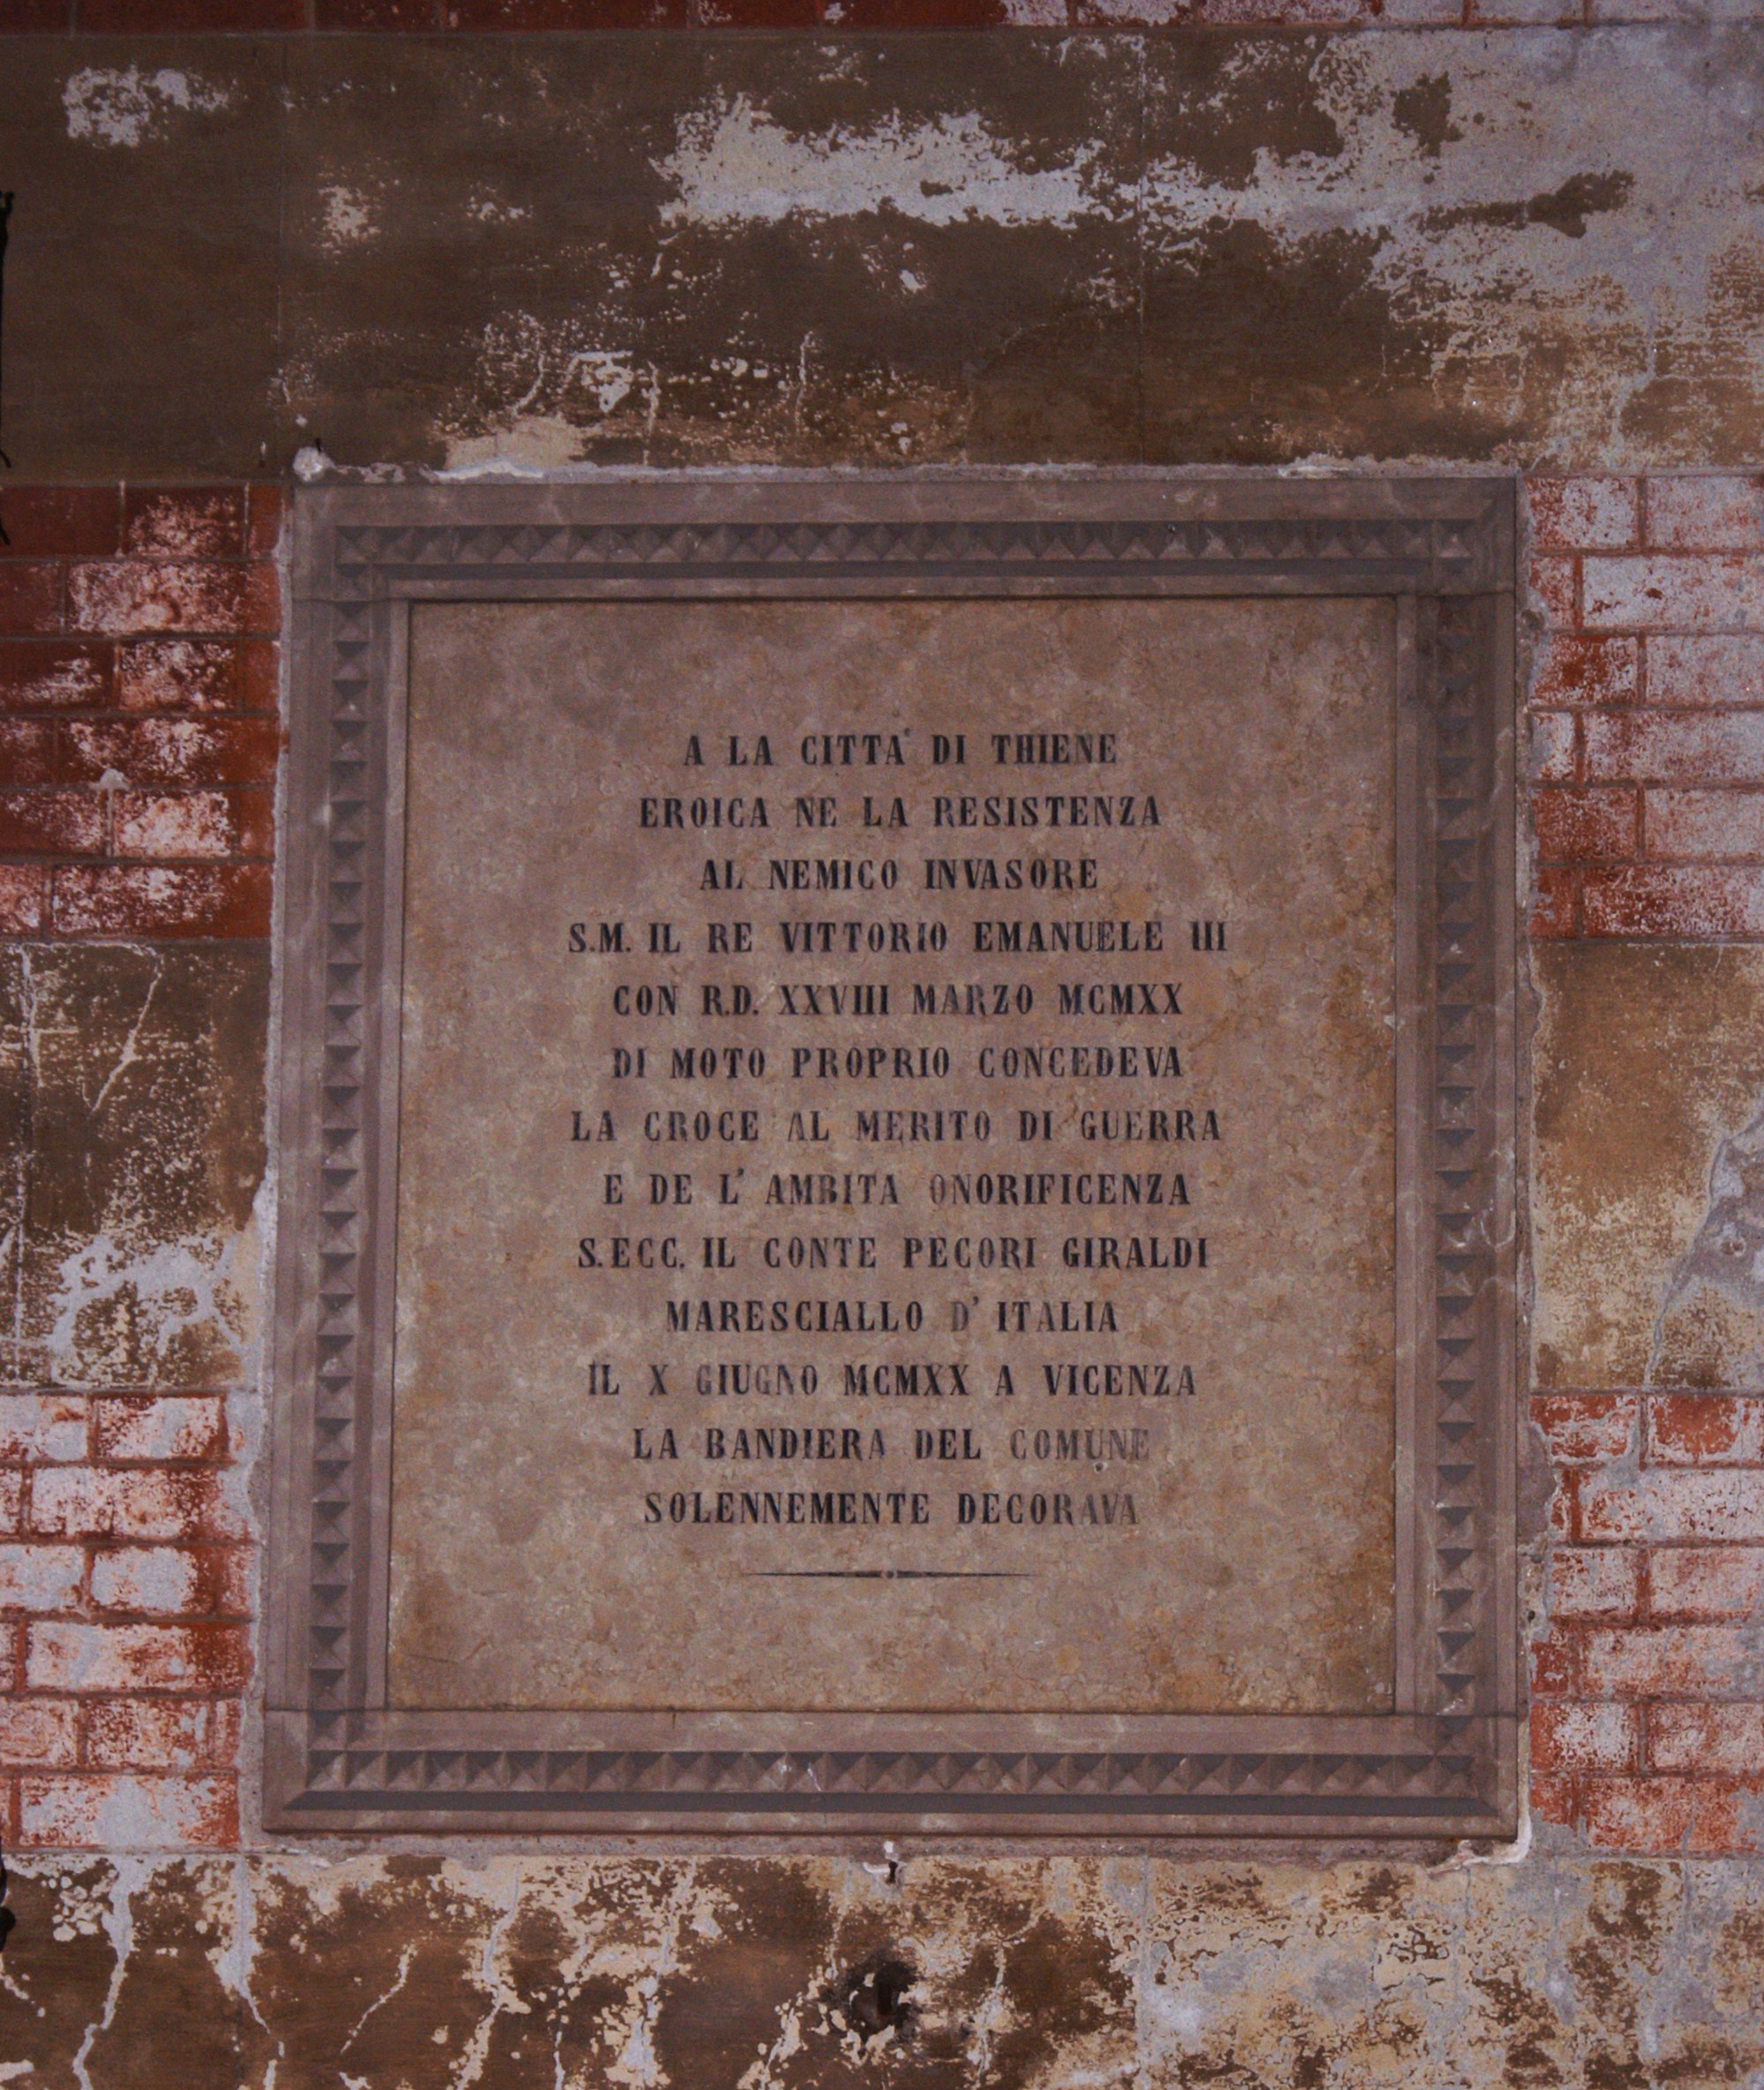 A LA CITTA' DI THIENE
EROICA NE LA RESISTENZA
AL NEMICO INVASORE
S.M. IL RE VITTORIO EMANUELE III
CON R.D. XXVIII MARZO MCMXX
DI MOTO PROPRIO CONCEDEVA
LA CROCE AL MERITO DI GUERRA
E DE L' AMBITA ONORIFICENZA
S.ECC. IL CONTE PECORI GIRALDI
MARESCIALLO D' ITALIA
IL X GIUGNO MCMXX A VICENZA
LA BANDIERA DEL COMUNE
SOLENNEMENTE DECORAVA